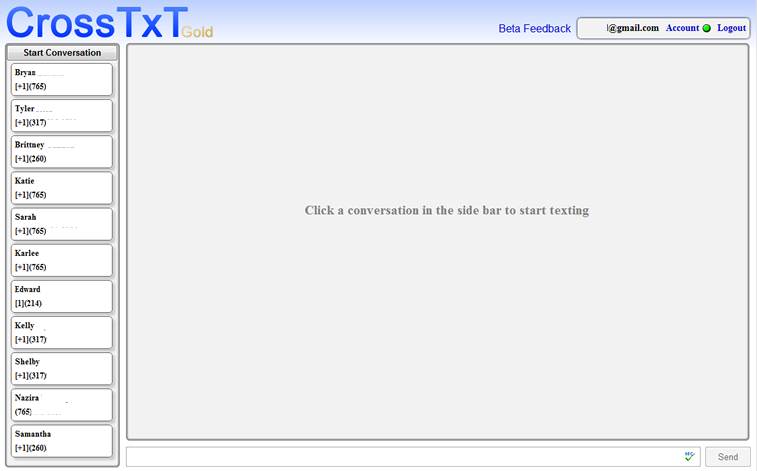 CrossTxT Gold
Beta Feedback @gmail.com Account Logout
Start Conversation
Bryan
[+1](765)
Tyler
[+1](317)
Brittney
[+1](260)
Katie
[+1](765)
Sarah
[+1](765)
Karlee
[+1](765)
Edward
[1](214)
Kelly
[+1](317)
Shelby
[+1](317)
Nazira
(765)
Samantha
[+1](260)
Click a conversation in the side bar to start texting
Send